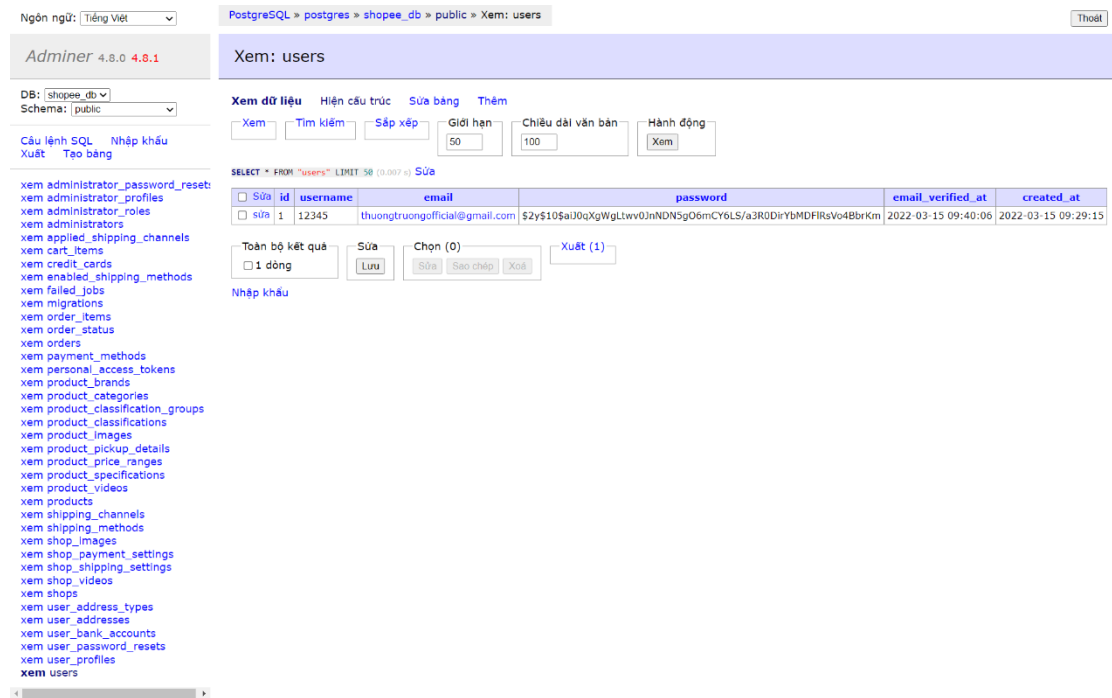 Ngôn ngữ: Tiếng Việt
PostgreSQL » postgres » shopee_db » public » Xem: users
Thoát
Adminer 4.8.0 4.8.1
Xem: users
DB: shopee_db
Schema: public
Câu lệnh SQL Nhập khẩu
Xuất Tạo bảng
xem administrator_password_resets
xem administrator_profiles
xem administrator_roles
xem administrators
xem applied_shipping_channels
xem cart_items
xem credit_cards
xem enabled_shipping_methods
xem failed_jobs
xem migrations
xem order_items
xem order_status
xem orders
xem payment_methods
xem personal_access_tokens
xem product_brands
xem product_categories
xem product_classification_groups
xem product_classifications
xem product_images
xem product_pickup_details
xem product_price_ranges
xem product_specifications
xem product_videos
xem products
xem shipping_channels
xem shipping_methods
xem shop_images
xem shop_payment_settings
xem shop_shipping_settings
xem shop_videos
xem shops
xem user_address_types
xem user_addresses
xem user_bank_accounts
xem user_password_resets
xem user_profiles
xem users
Xem dữ liệu Hiện cấu trúc Sửa bảng Thêm
Xem Tìm kiếm Sắp xếp Giới hạn Chiều dài văn bản Hành động
50 100 Xem
SELECT * FROM "users" LIMIT 50 (0.007 s) Sửa
Sửa id username email password email_verified_at created_at
sửa 1 12345 thuongtruongofficial@gmail.com $2y$10$aiJ0qXgWgLtwv0JnNDN5gO6mCY6LS/a3R0DirYbMDFlRsVo4BbrKm 2022-03-15 09:40:06 2022-03-15 09:29:15
Toàn bộ kết quả Sửa Chọn (0) Xuất (1)
1 dòng Lưu Sửa Sao chép Xoá
Nhập khẩu